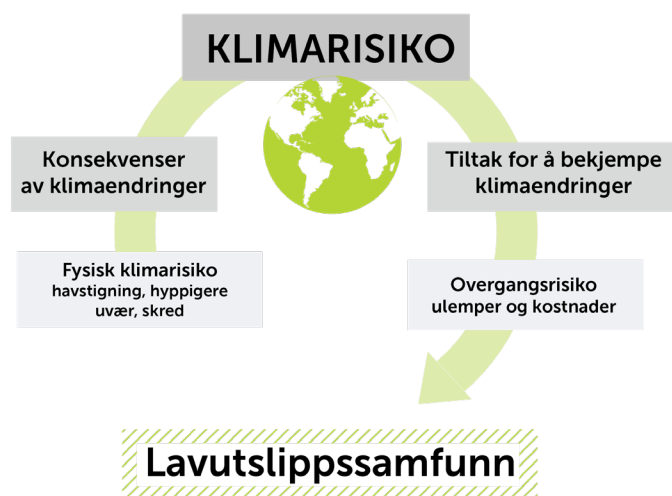 KLIMARISIKO
Konsekvenser
av klimaendringer
Fysisk klimarisiko
havstigning, hyppigere
uvær, skred
Tiltak for å bekjempe
klimaendringer
Overgangsrisiko
ulemper og kostnader
Lavutslippssamfunn